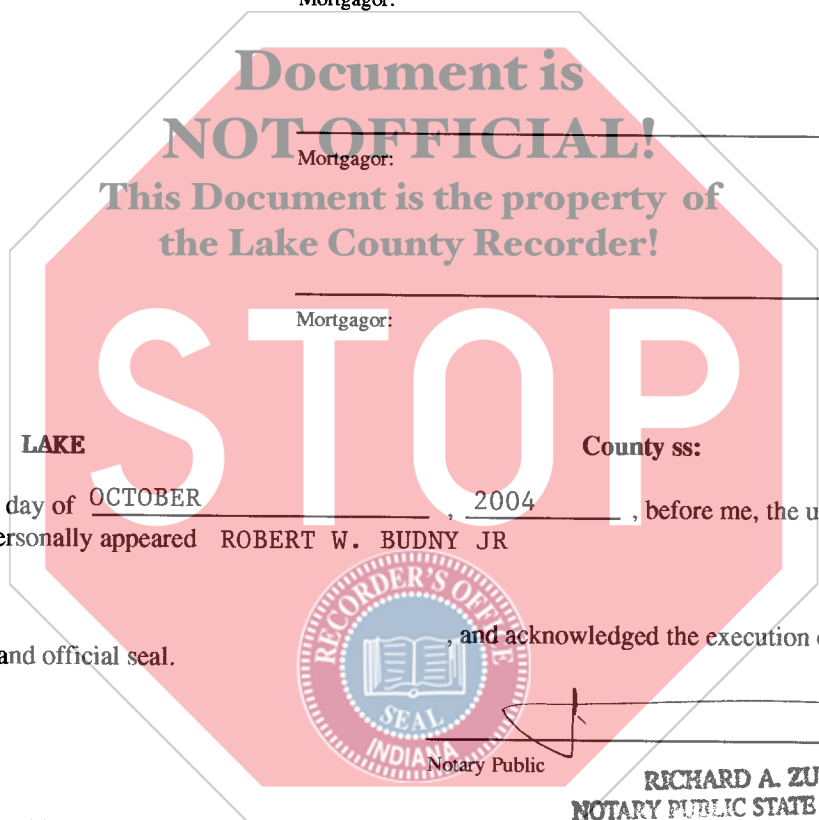 Mortgagor:
Document is
NOT OFFICIAL!
Mortgagor:
This Document is the property of
the Lake County Recorder!
Mortgagor:
STOP
LAKE County ss:
day of OCTOBER , 2004 , before me, the u
ersonally appeared ROBERT W. BUDNY JR
RECORDER'S OFFICE
, and acknowledged the execution
and official seal.
SEAL
INDIANA
Notary Public
RICHARD A. ZU
NOTARY PUBLIC STATE